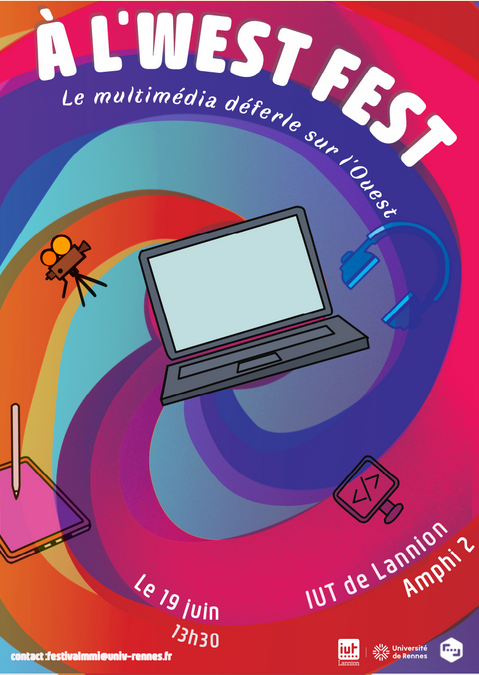 À L'WEST FEST
Le multimédia déferle sur l'Ouest
</>
Le 19 juin
13h30
IUT de Lannion
Amphi 2
contact :festivalmmi@univ-rennes.fr
iut
Lannion
Université
de Rennes